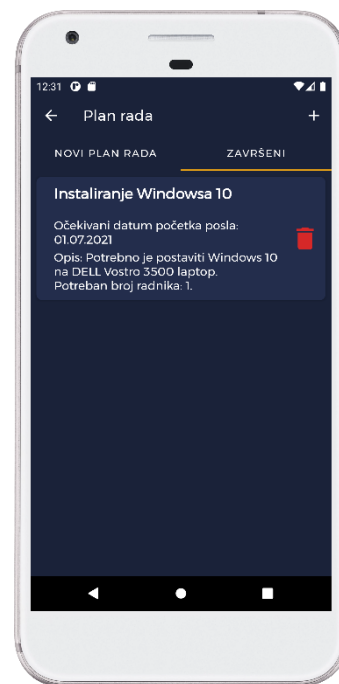 12:31
Plan rada
+
NOVI PLAN RADA
ZAVRŠENI
Instaliranje Windowsa 10
Očekivani datum početka posla:
01.07.2021
Opis: Potrebno je postaviti Windows 10
na DELL Vostro 3500 laptop.
Potreban broj radnika: 1.